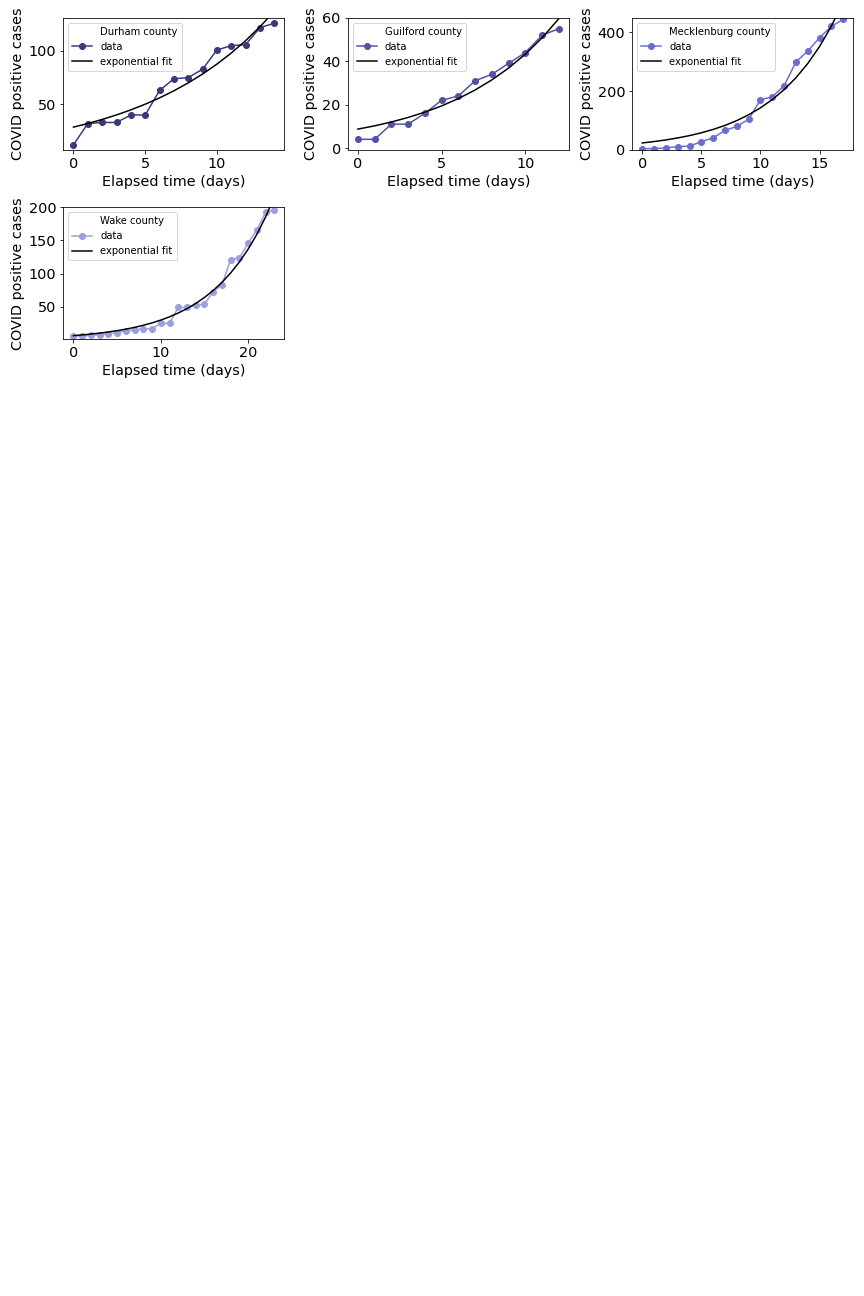 COVID positive cases
100
50
Durham county
data
exponential fit
0
5
10
Elapsed time (days)
COVID positive cases
60
40
20
0
Guilford county
data
exponential fit
0
5
10
Elapsed time (days)
COVID positive cases
400
200
0
Mecklenburg county
data
exponential fit
0
5
10
15
Elapsed time (days)
COVID positive cases
200
150
100
50
Wake county
data
exponential fit
0
10
20
Elapsed time (days)